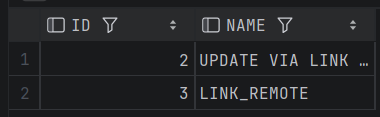 ID NAME
1 2 UPDATE VIA LINK …
2 3 LINK_REMOTE